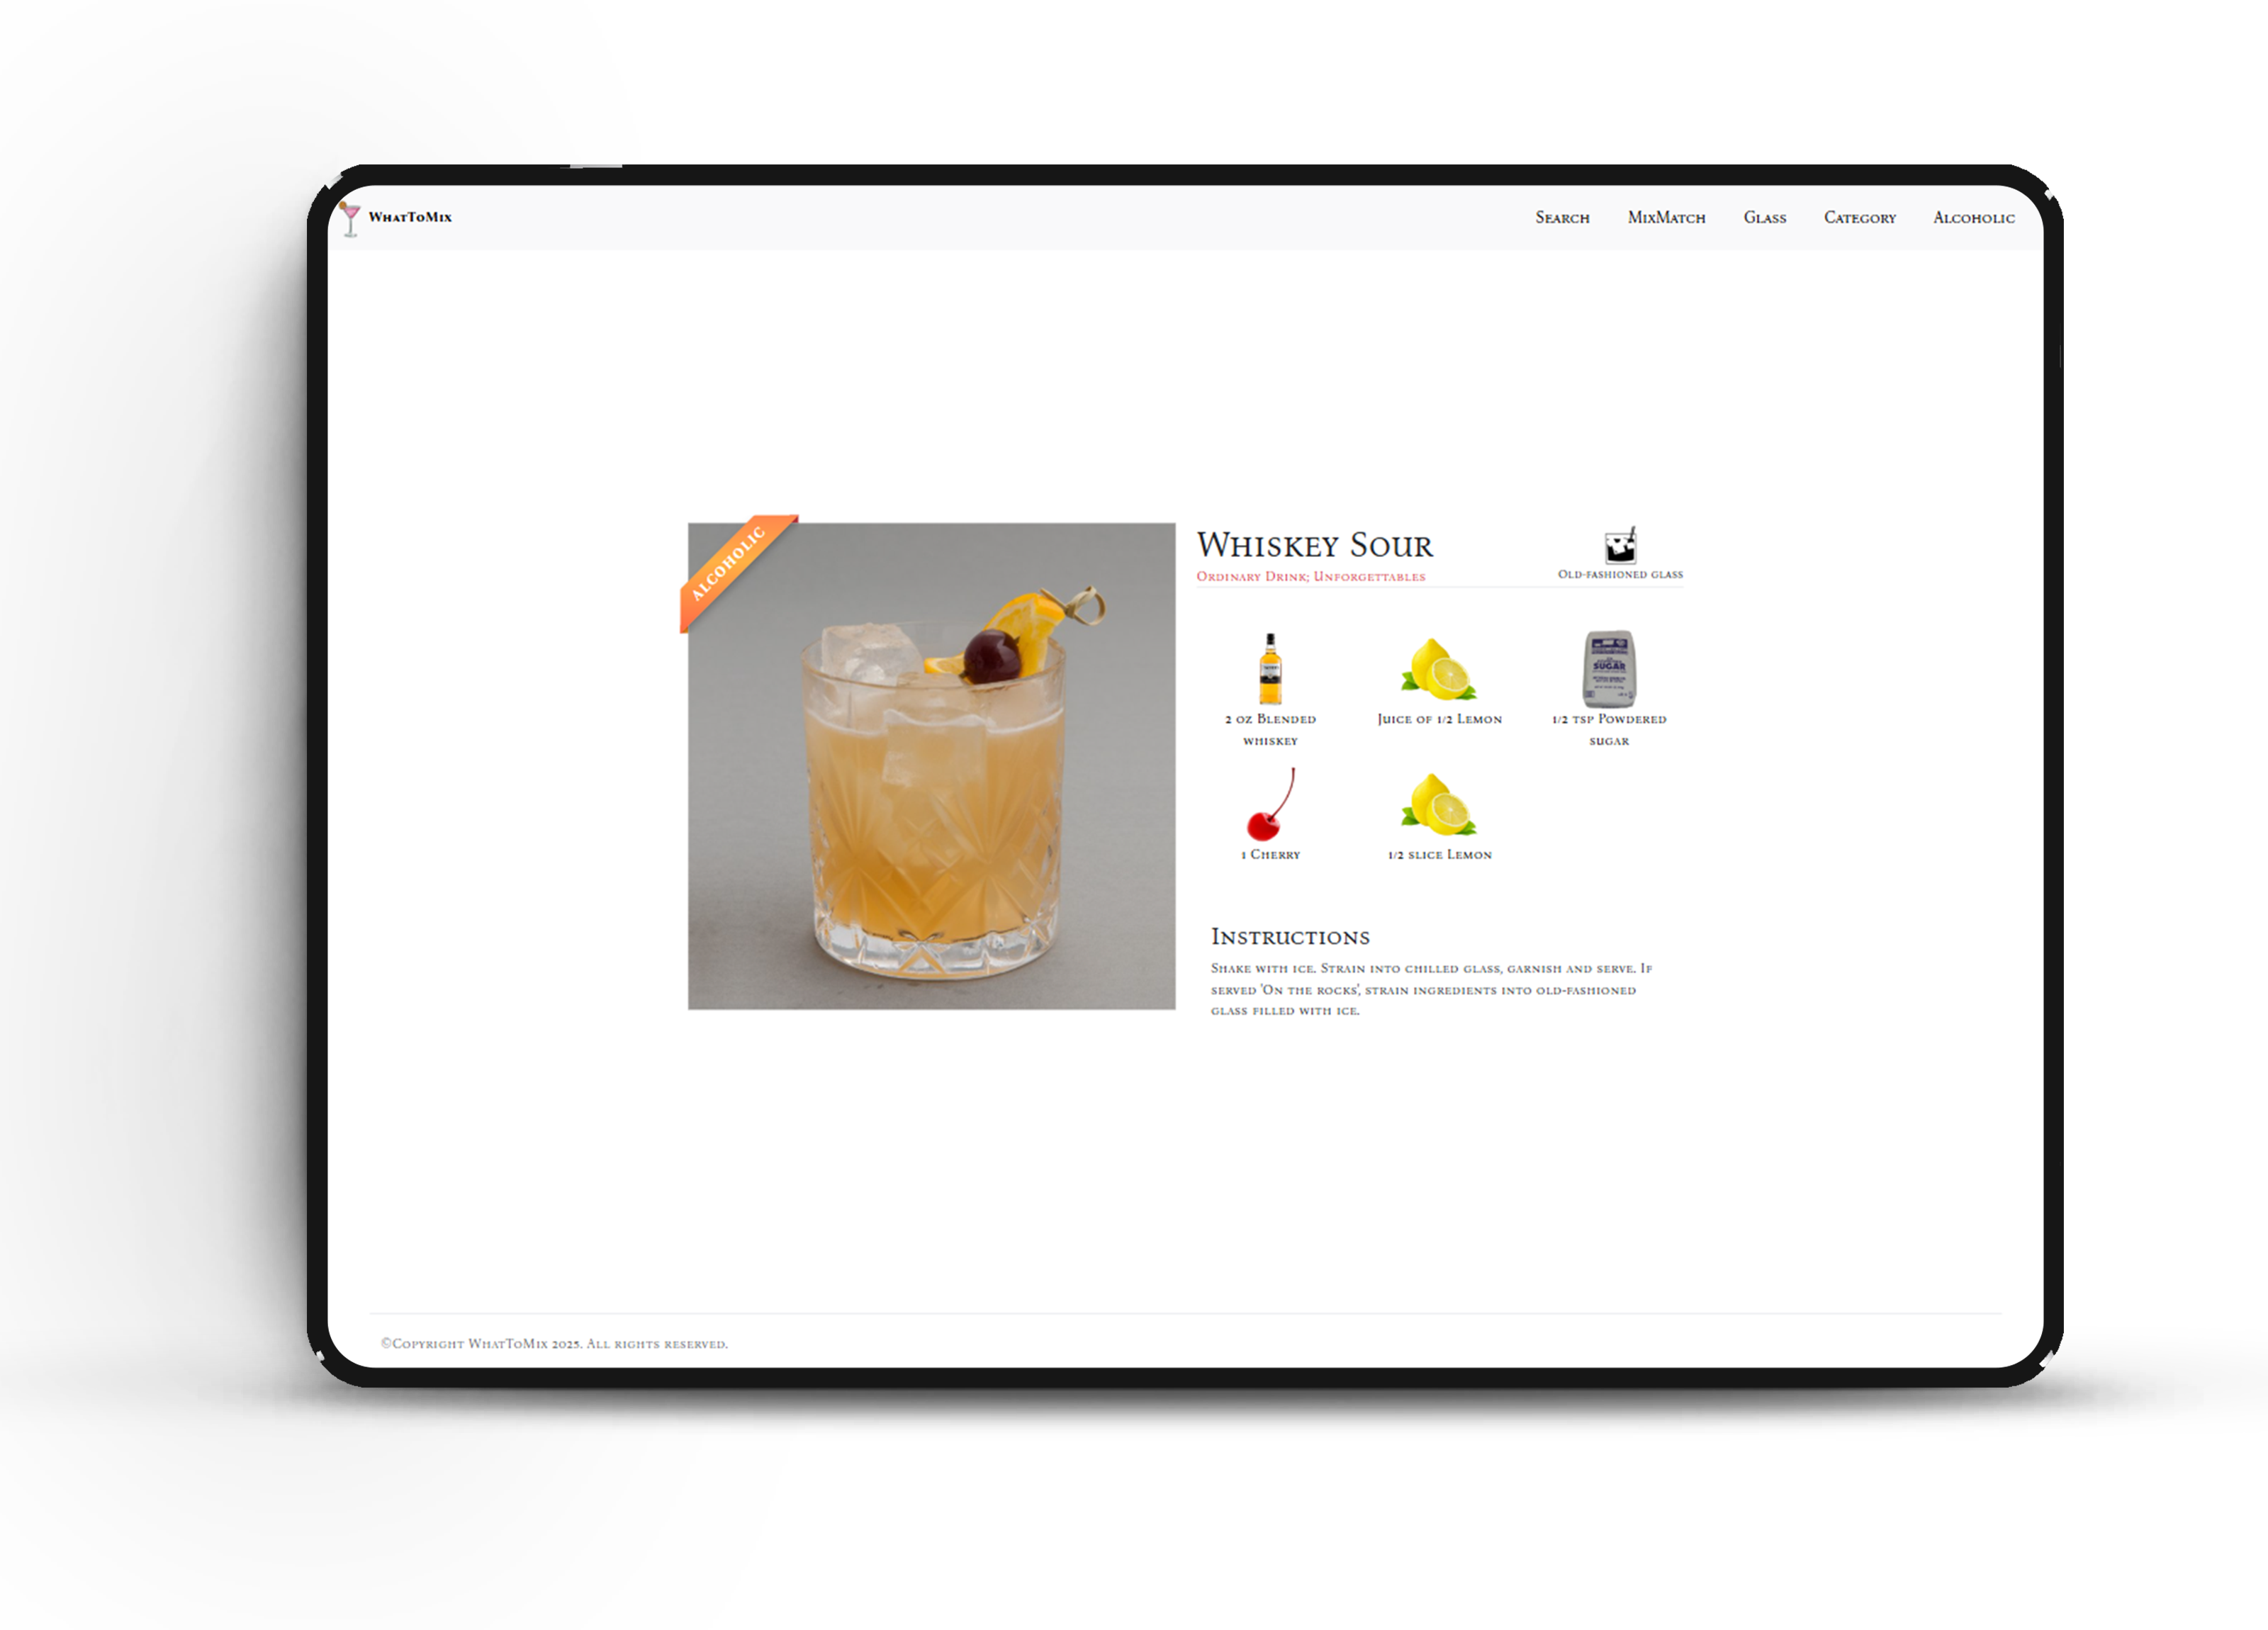 WhatToMix
Search MixMatch Glass Category Alcoholic
ALCOHOLIC
Whiskey Sour
Ordinary Drink; Unforgettables
Old-fashioned glass
2 oz Blended
whiskey
Juice of 1/2 Lemon
SUGAR
1/2 tsp Powdered
sugar
1 Cherry
1/2 slice Lemon
Instructions
Shake with ice. Strain into chilled glass, garnish and serve. If
served 'On the rocks', strain ingredients into old-fashioned
glass filled with ice.
©Copyright WhatToMix 2025. All rights reserved.